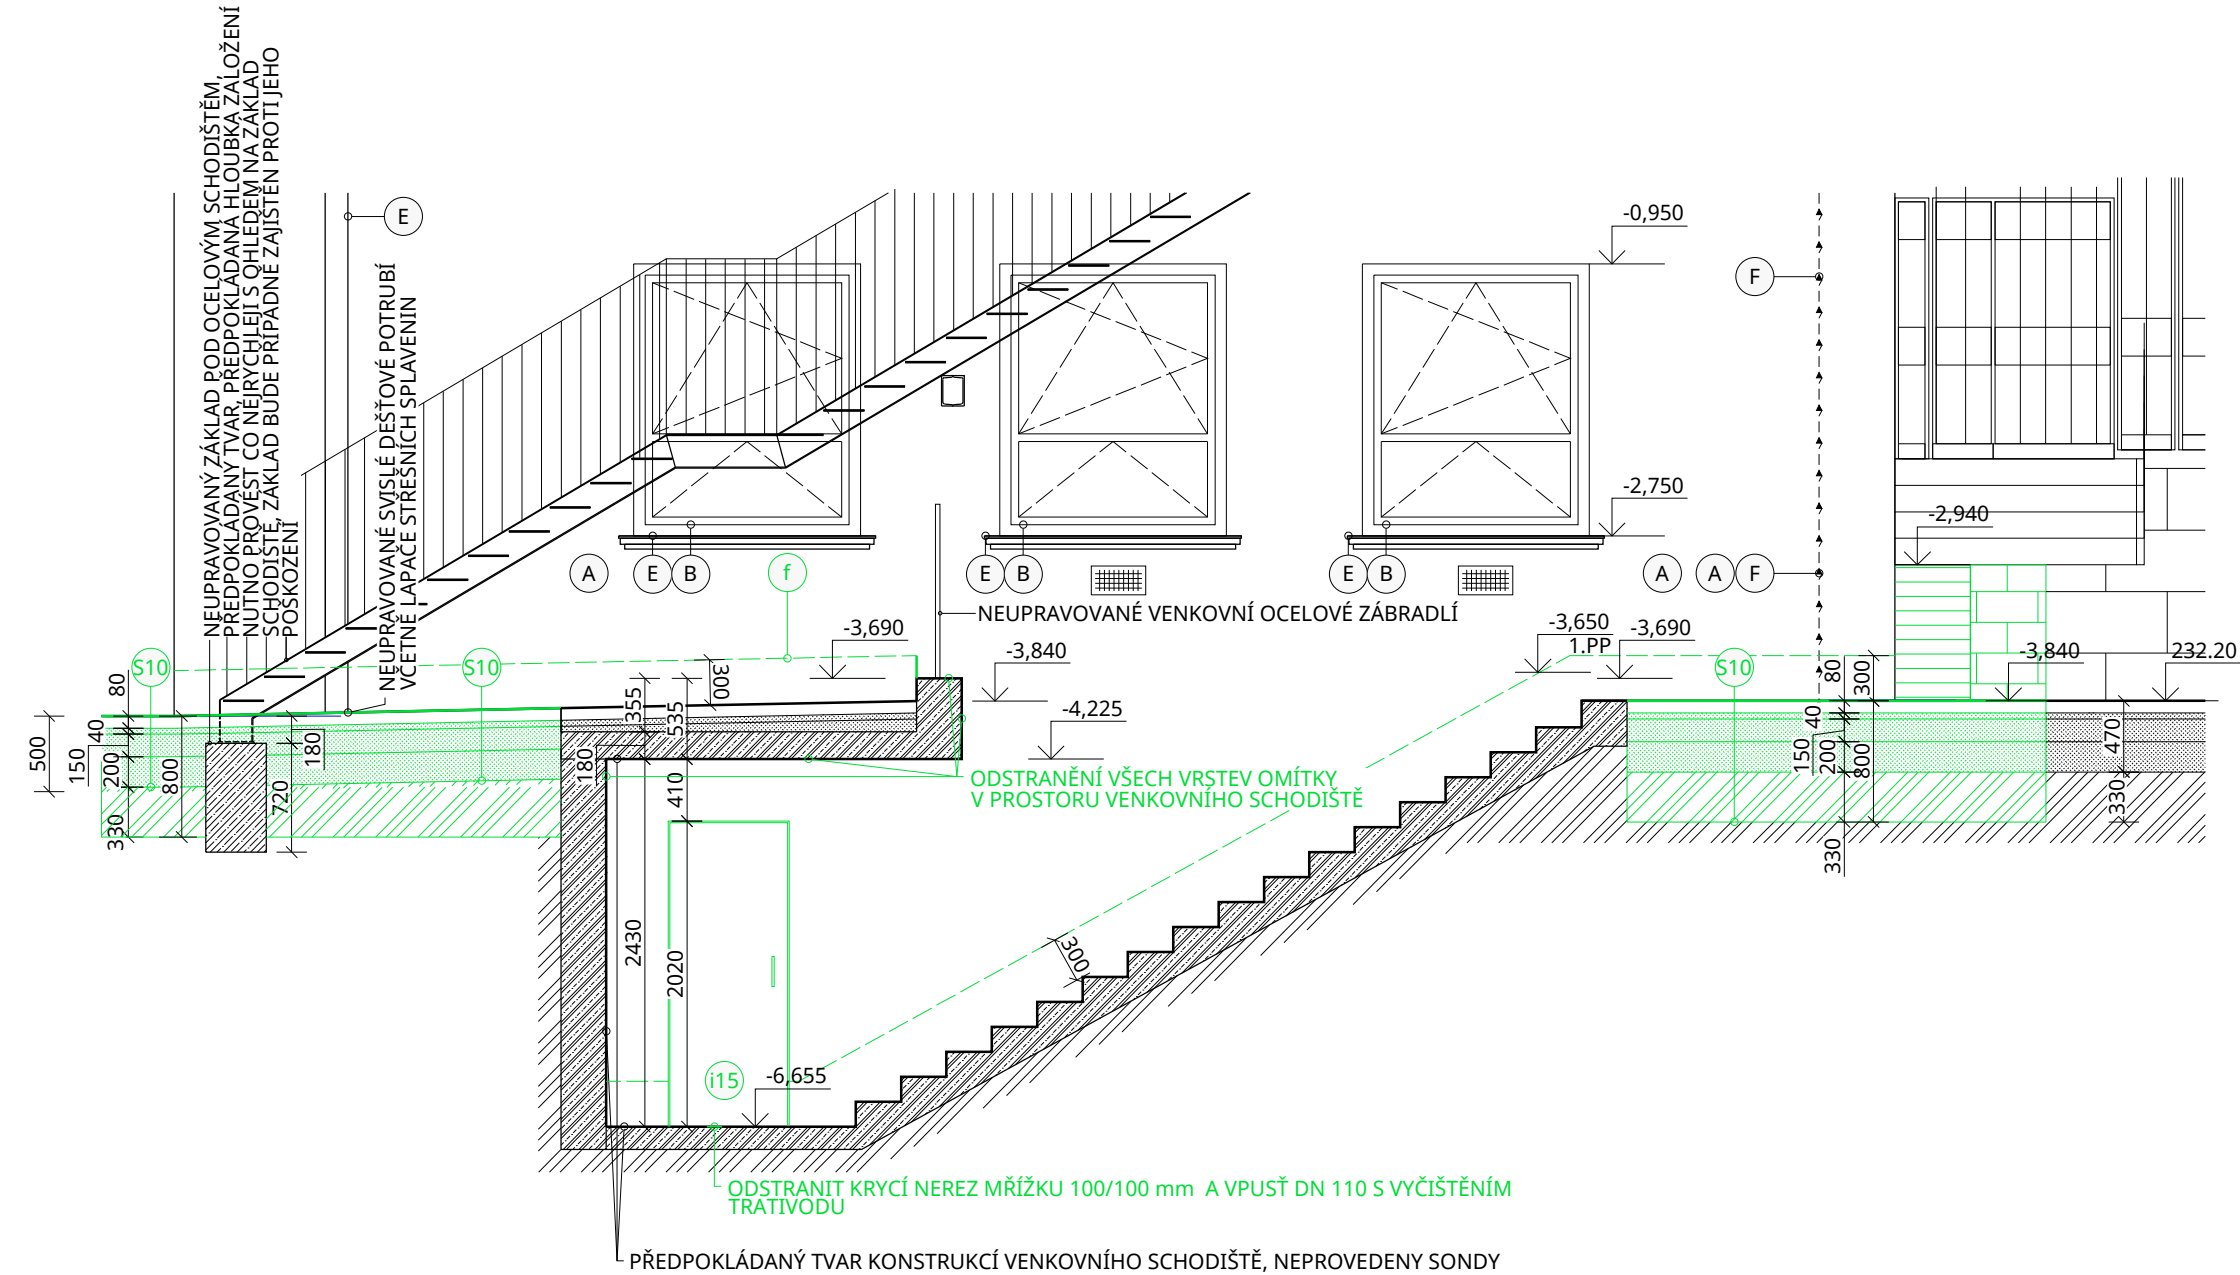 NEUPRAVOVANÝ ZÁKLAD POD OCELOVÝM SCHODIŠTĚM,
PŘEDPOKLÁDANÝ TVAR, PŘEDPOKLÁDANÁ HLOUBKA ZALOŽENÍ
NUTNO PROVÉST CO NEJRYCHLEJI S OHLEDEM NA ZÁKLAD
SCHODIŠTĚ, ZÁKLAD BUDE PŘÍPADNĚ ZAJIŠTĚN PROTI JEHO
POŠKOZENÍ
E
NEUPRAVOVANÉ SVISLÉ DEŠŤOVÉ POTRUBÍ
VČETNĚ LAPAČE STŘEŠNÍCH SPLAVENIN
-0,950
F
-2,750
-2,940
A
E
B
f
E
B
E
B
A
A
F
NEUPRAVOVANÉ VENKOVNÍ OCELOVÉ ZÁBRADLÍ
-3,690
-3,840
-4,225
-3,650
1.PP
-3,690
-3,840
232.20
S10
S10
S10
80
40
500
150
200
330
800
180
720
300
355
535
180
410
2430
2020
80
300
40
150
200
800
330
470
330
ODSTRANĚNÍ VŠECH VRSTEV OMÍTKY
V PROSTORU VENKOVNÍHO SCHODIŠTĚ
300
i15
-6,655
ODSTRANIT KRYCÍ NEREZ MŘÍŽKU 100/100 mm A VPUSŤ DN 110 S VYČIŠTĚNÍM
TRATIVODU
PŘEDPOKLÁDANÝ TVAR KONSTRUKCÍ VENKOVNÍHO SCHODIŠTĚ, NEPROVEDENY SONDY